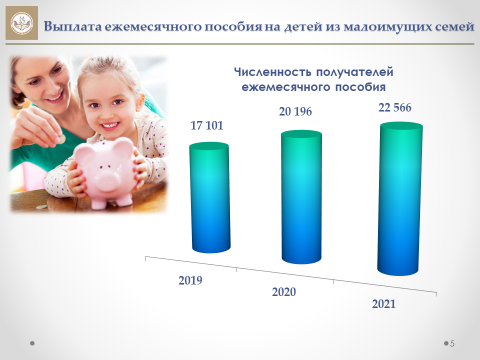 Выплата ежемесячного пособия на детей из малоимущих семей
Численность получателей
ежемесячного пособия
17 101
20 196
22 566
2019
2020
2021
5